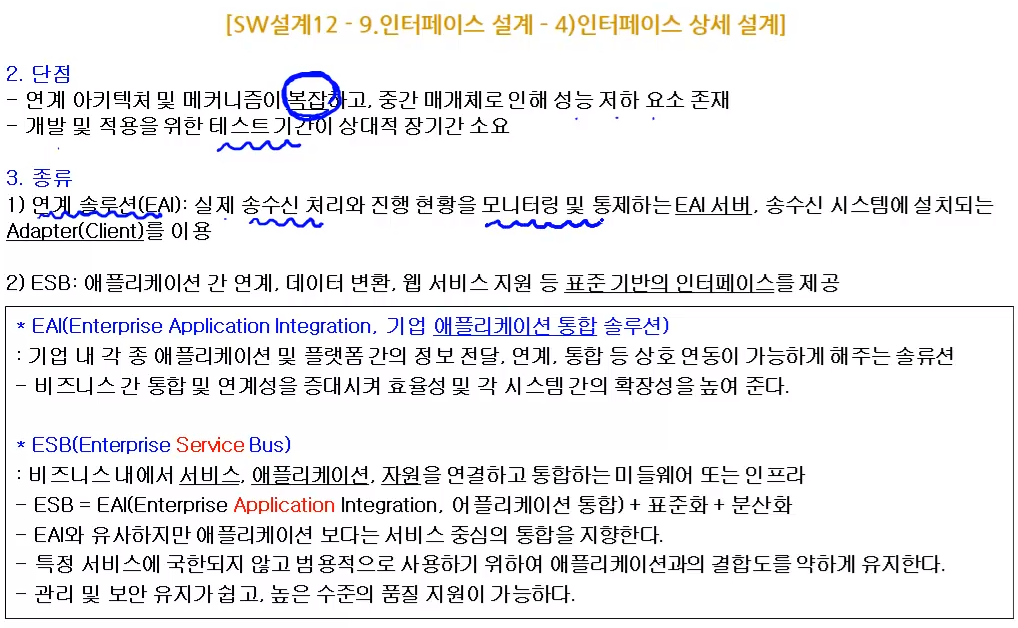 [SW설계12 - 9.인터페이스 설계 - 4)인터페이스 상세 설계]
2. 단점
- 연계 아키텍처 및 메커니즘이 복잡하고, 중간 매개체로 인해 성능 저하 요소 존재
- 개발 및 적용을 위한 테스트 기간이 상대적 장기간 소요
3. 종류
1) 연계 솔루션(EAI): 실제 송수신 처리와 진행 현황을 모니터링 및 통제하는 EAI 서버, 송수신 시스템에 설치되는
Adapter(Client)를 이용
2) ESB: 애플리케이션 간 연계, 데이터 변환, 웹 서비스 지원 등 표준 기반의 인터페이스를 제공
* EAI(Enterprise Application Integration, 기업 애플리케이션 통합 솔루션)
: 기업 내 각 종 애플리케이션 및 플랫폼 간의 정보 전달, 연계, 통합 등 상호 연동이 가능하게 해주는 솔류션
- 비즈니스 간 통합 및 연계성을 증대시켜 효율성 및 각 시스템 간의 확장성을 높여 준다.
* ESB(Enterprise Service Bus)
: 비즈니스 내에서 서비스, 애플리케이션, 자원을 연결하고 통합하는 미들웨어 또는 인프라
- ESB = EAI(Enterprise Application Integration, 어플리케이션 통합) + 표준화 + 분산화
- EAI와 유사하지만 애플리케이션 보다는 서비스 중심의 통합을 지향한다.
- 특정 서비스에 국한되지 않고 범용적으로 사용하기 위하여 애플리케이션과의 결합도를 약하게 유지한다.
- 관리 및 보안 유지가 쉽고, 높은 수준의 품질 지원이 가능하다.